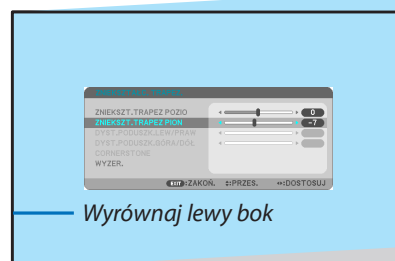 ZNIEKSZT.TRAPEZ POZIO 0
ZNIEKSZT.TRAPEZ PION -7
DYST.PODUSZK.LEW/PRAW
DYST.PODUSZK.GÓRA/DÓŁ
CORNERSTONE
WYZER.
EXIT :ZAKOŃ. :PRZES. :DOSTOSUJ
Wyrównaj lewy bok